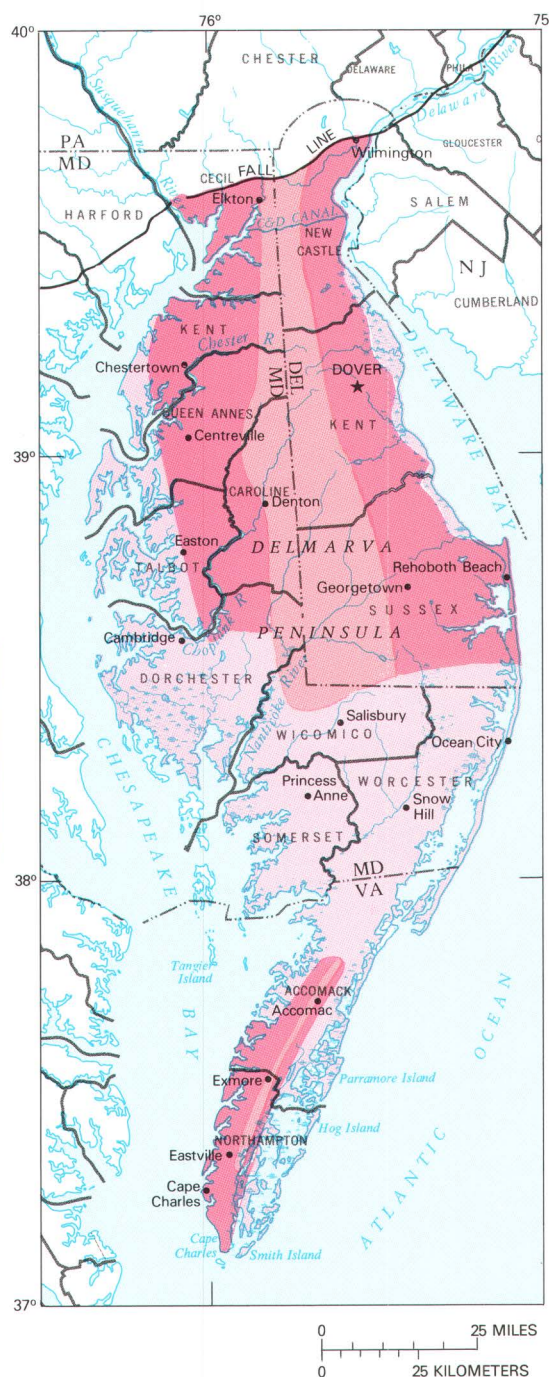 76°
75
40°
CHESTER
DELAWARE
PHILA
Susquehanna
River
Delaware
River
GLOUCESTER
C
PA
MD
Wilmington
CECIL FALL LINE
Elkton
HARFORD
SALEM
C&D CANAL
NEW
CASTLE
NJ
CUMBERLAND
KENT
Chester R
Chestertown
DEL
MD
DOVER
DELAWARE BAY
QUEEN ANNES
KENT
Centreville
39°
CAROLINE
Denton
DELMARVA
Easton
TALBOT
Rehoboth Beach
Georgetown
SUSSEX
Choptank R
PENINSULA
Cambridge
DORCHESTER
Nanticoke River
Salisbury
WICOMICO
Ocean City
CHESAPEAKE
BAY
Princess
Anne
WORCESTER
Snow
Hill
SOMERSET
MD
VA
38°
Tangier
Island
ACCOMACK
Accomac
ATLANTIC OCEAN
Exmore
Parramore Island
Hog Island
NORTHAMPTON
Eastville
Cape
Charles
Cape
Charles
Smith Island
37°
0 25 MILES
0 25 KILOMETERS